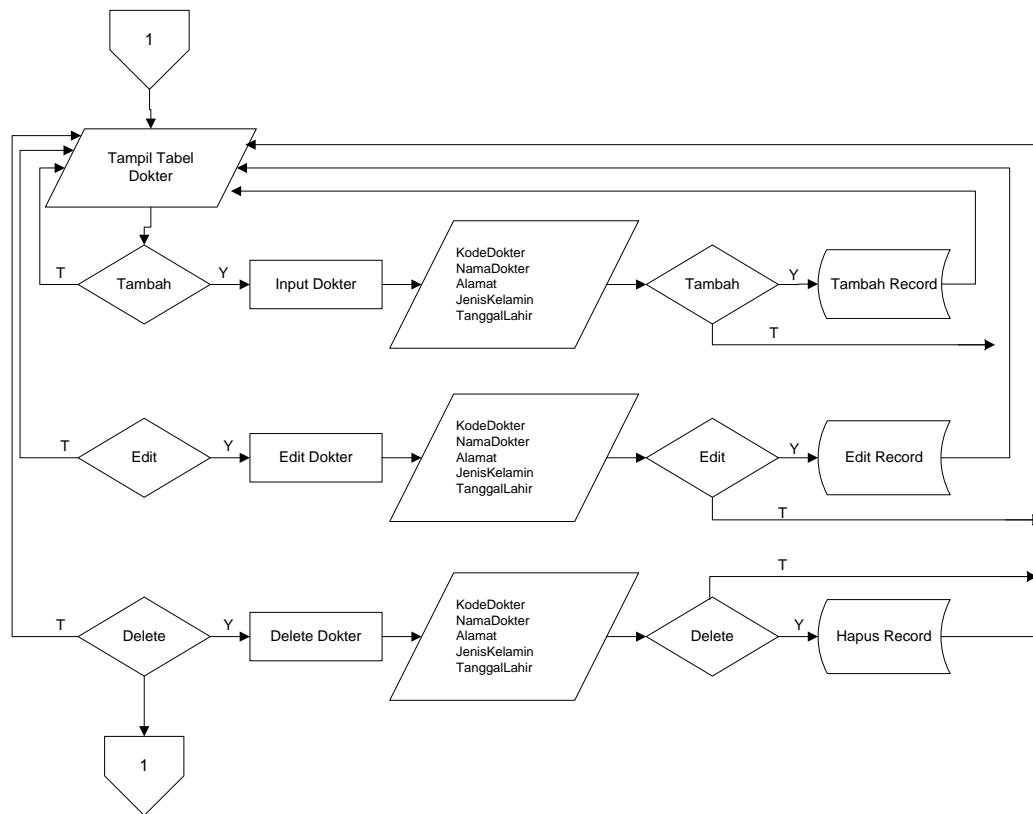 1
Tampil Tabel
Dokter
T
Tambah
Y
Input Dokter
KodeDokter
NamaDokter
Alamat
JenisKelamin
TanggalLahir
Tambah
Y
Tambah Record
T
T
Edit
Y
Edit Dokter
KodeDokter
NamaDokter
Alamat
JenisKelamin
TanggalLahir
Edit
Y
Edit Record
T
T
Delete
Y
Delete Dokter
KodeDokter
NamaDokter
Alamat
JenisKelamin
TanggalLahir
T
Delete
Y
Hapus Record
1